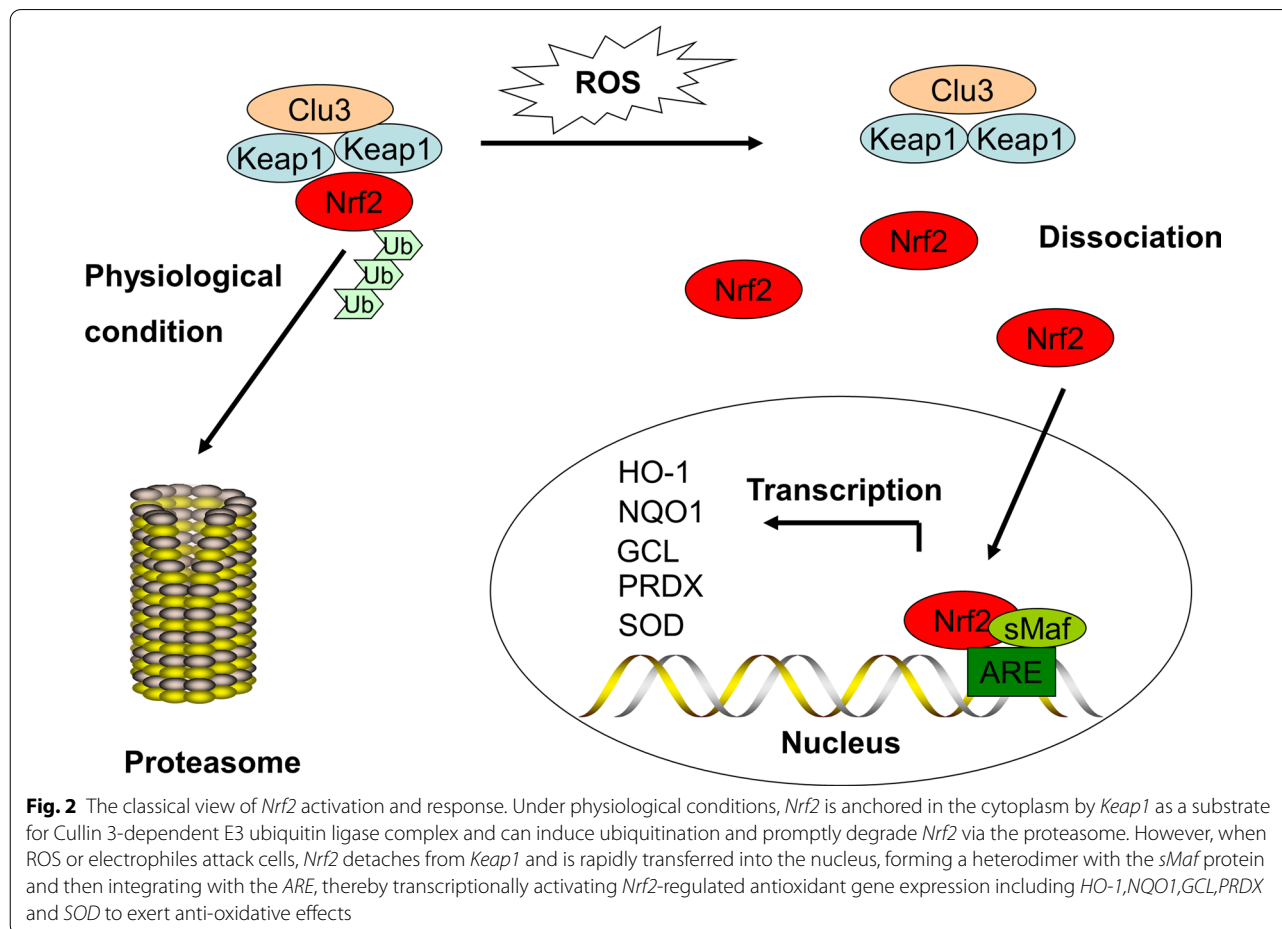 ROS
Clu3
Keap1
Keap1
Nrf2
Ub
Ub
Ub
Physiological
condition
Proteasome
Clu3
Keap1
Keap1
Nrf2
Dissociation
Nrf2
Nrf2
HO-1
NQO1
GCL
PRDX
SOD
Transcription
Nrf2
sMaf
ARE
Nucleus
Fig. 2 The classical view of Nrf2 activation and response. Under physiological conditions, Nrf2 is anchored in the cytoplasm by Keap1 as a substrate
for Cullin 3-dependent E3 ubiquitin ligase complex and can induce ubiquitination and promptly degrade Nrf2 via the proteasome. However, when
ROS or electrophiles attack cells, Nrf2 detaches from Keap1 and is rapidly transferred into the nucleus, forming a heterodimer with the sMaf protein
and then integrating with the ARE, thereby transcriptionally activating Nrf2-regulated antioxidant gene expression including HO-1,NQO1,GCL,PRDX
and SOD to exert anti-oxidative effects